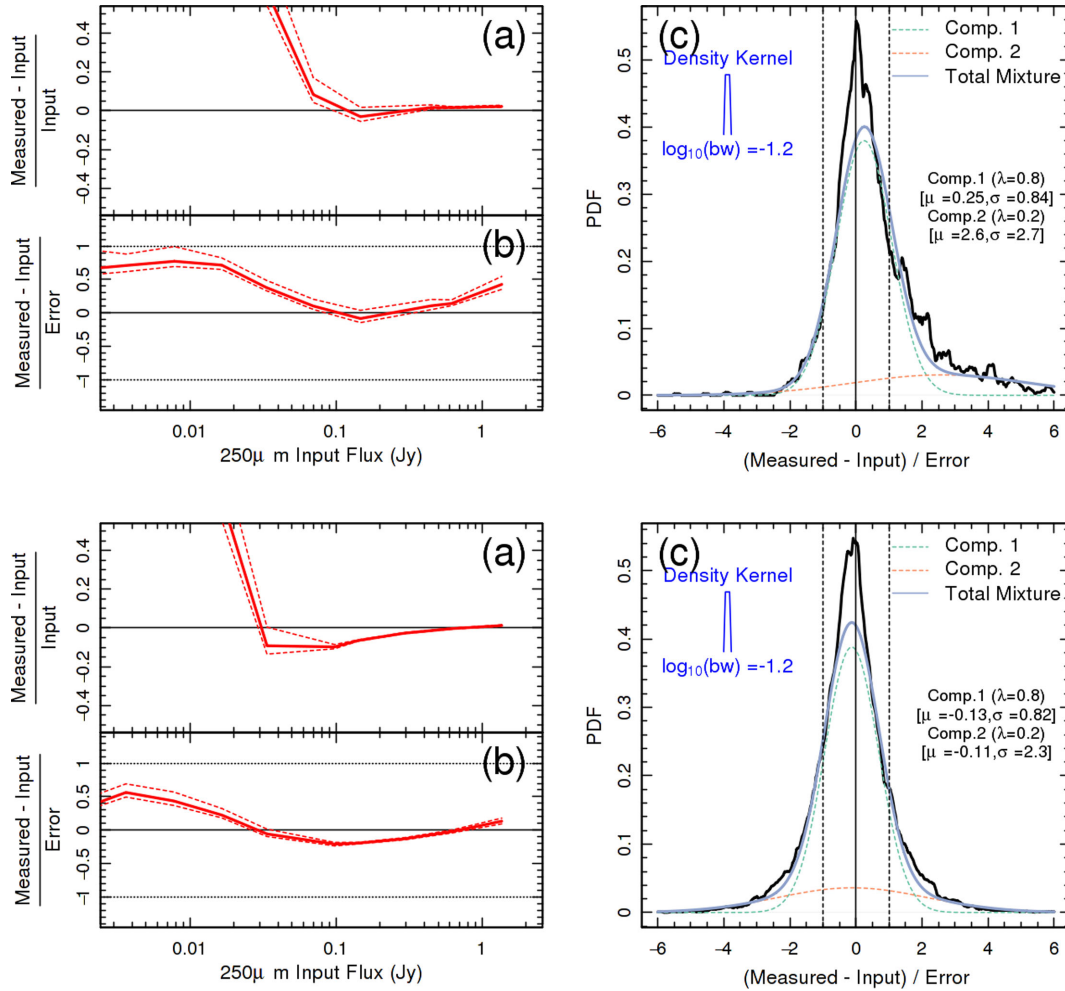 (a)
Measured - Input
Input
−0.4 −0.2 0 0.2 0.4
(b)
Measured - Input
Error
−1 −0.5 0 0.5 1
0.01 0.1 1
250μ m Input Flux (Jy)
(c)
Density Kernel
log10(bw) =-1.2
Comp. 1
Comp. 2
Total Mixture
Comp.1 (λ=0.8)
[μ =0.25,σ =0.84]
Comp.2 (λ=0.2)
[μ =2.6,σ =2.7]
PDF
0 0.1 0.2 0.3 0.4 0.5
−6 −4 −2 0 2 4 6
(Measured - Input) / Error
(a)
Measured - Input
Input
−0.4 −0.2 0 0.2 0.4
(b)
Measured - Input
Error
−1 −0.5 0 0.5 1
0.01 0.1 1
250μ m Input Flux (Jy)
(c)
Density Kernel
log10(bw) =-1.2
Comp. 1
Comp. 2
Total Mixture
Comp.1 (λ=0.8)
[μ =-0.13,σ =0.82]
Comp.2 (λ=0.2)
[μ =-0.11,σ =2.3]
PDF
0 0.1 0.2 0.3 0.4 0.5
−6 −4 −2 0 2 4 6
(Measured - Input) / Error